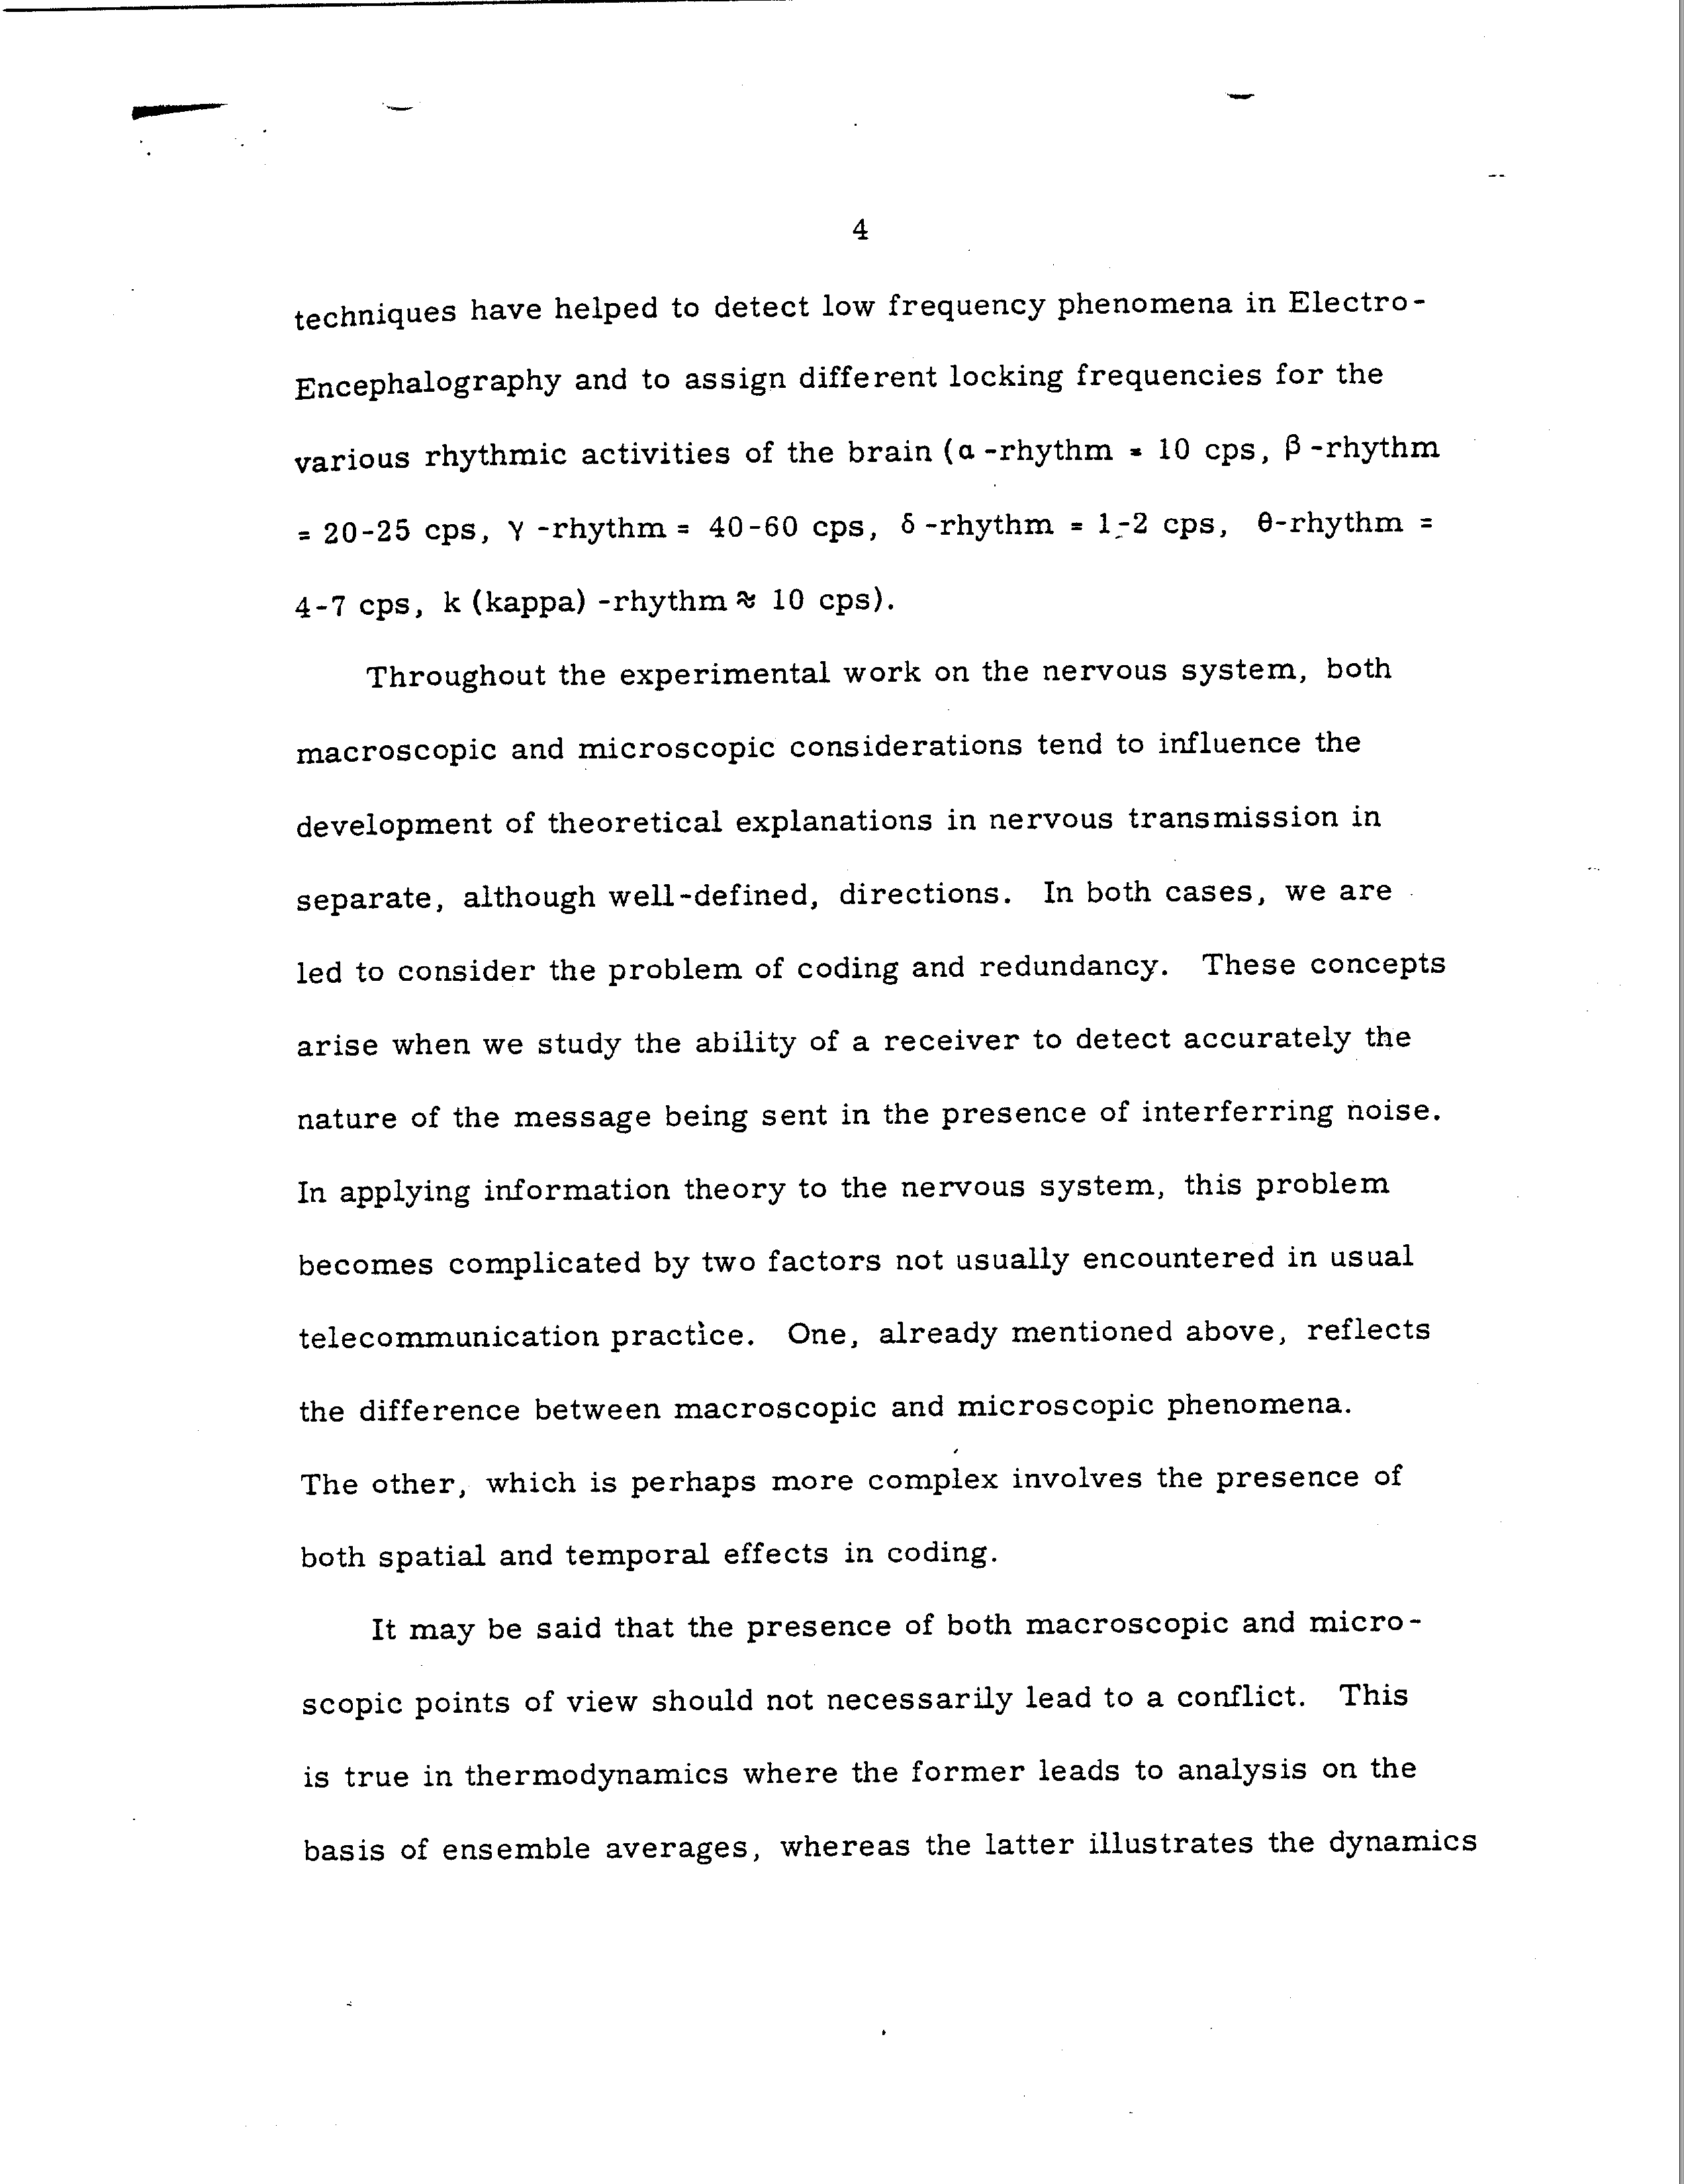 4
techniques have helped to detect low frequency phenomena in Electro-
Encephalography and to assign different locking frequencies for the
various rhythmic activities of the brain (α -rhythm = 10 cps, β -rhythm
= 20-25 cps, γ -rhythm = 40-60 cps, δ -rhythm = 1-2 cps, θ-rhythm =
4-7 cps, k (kappa) -rhythm ≈ 10 cps).
Throughout the experimental work on the nervous system, both
macroscopic and microscopic considerations tend to influence the
development of theoretical explanations in nervous transmission in
separate, although well-defined, directions. In both cases, we are
led to consider the problem of coding and redundancy. These concepts
arise when we study the ability of a receiver to detect accurately the
nature of the message being sent in the presence of interferring noise.
In applying information theory to the nervous system, this problem
becomes complicated by two factors not usually encountered in usual
telecommunication practice. One, already mentioned above, reflects
the difference between macroscopic and microscopic phenomena.
The other, which is perhaps more complex involves the presence of
both spatial and temporal effects in coding.
It may be said that the presence of both macroscopic and micro-
scopic points of view should not necessarily lead to a conflict. This
is true in thermodynamics where the former leads to analysis on the
basis of ensemble averages, whereas the latter illustrates the dynamics